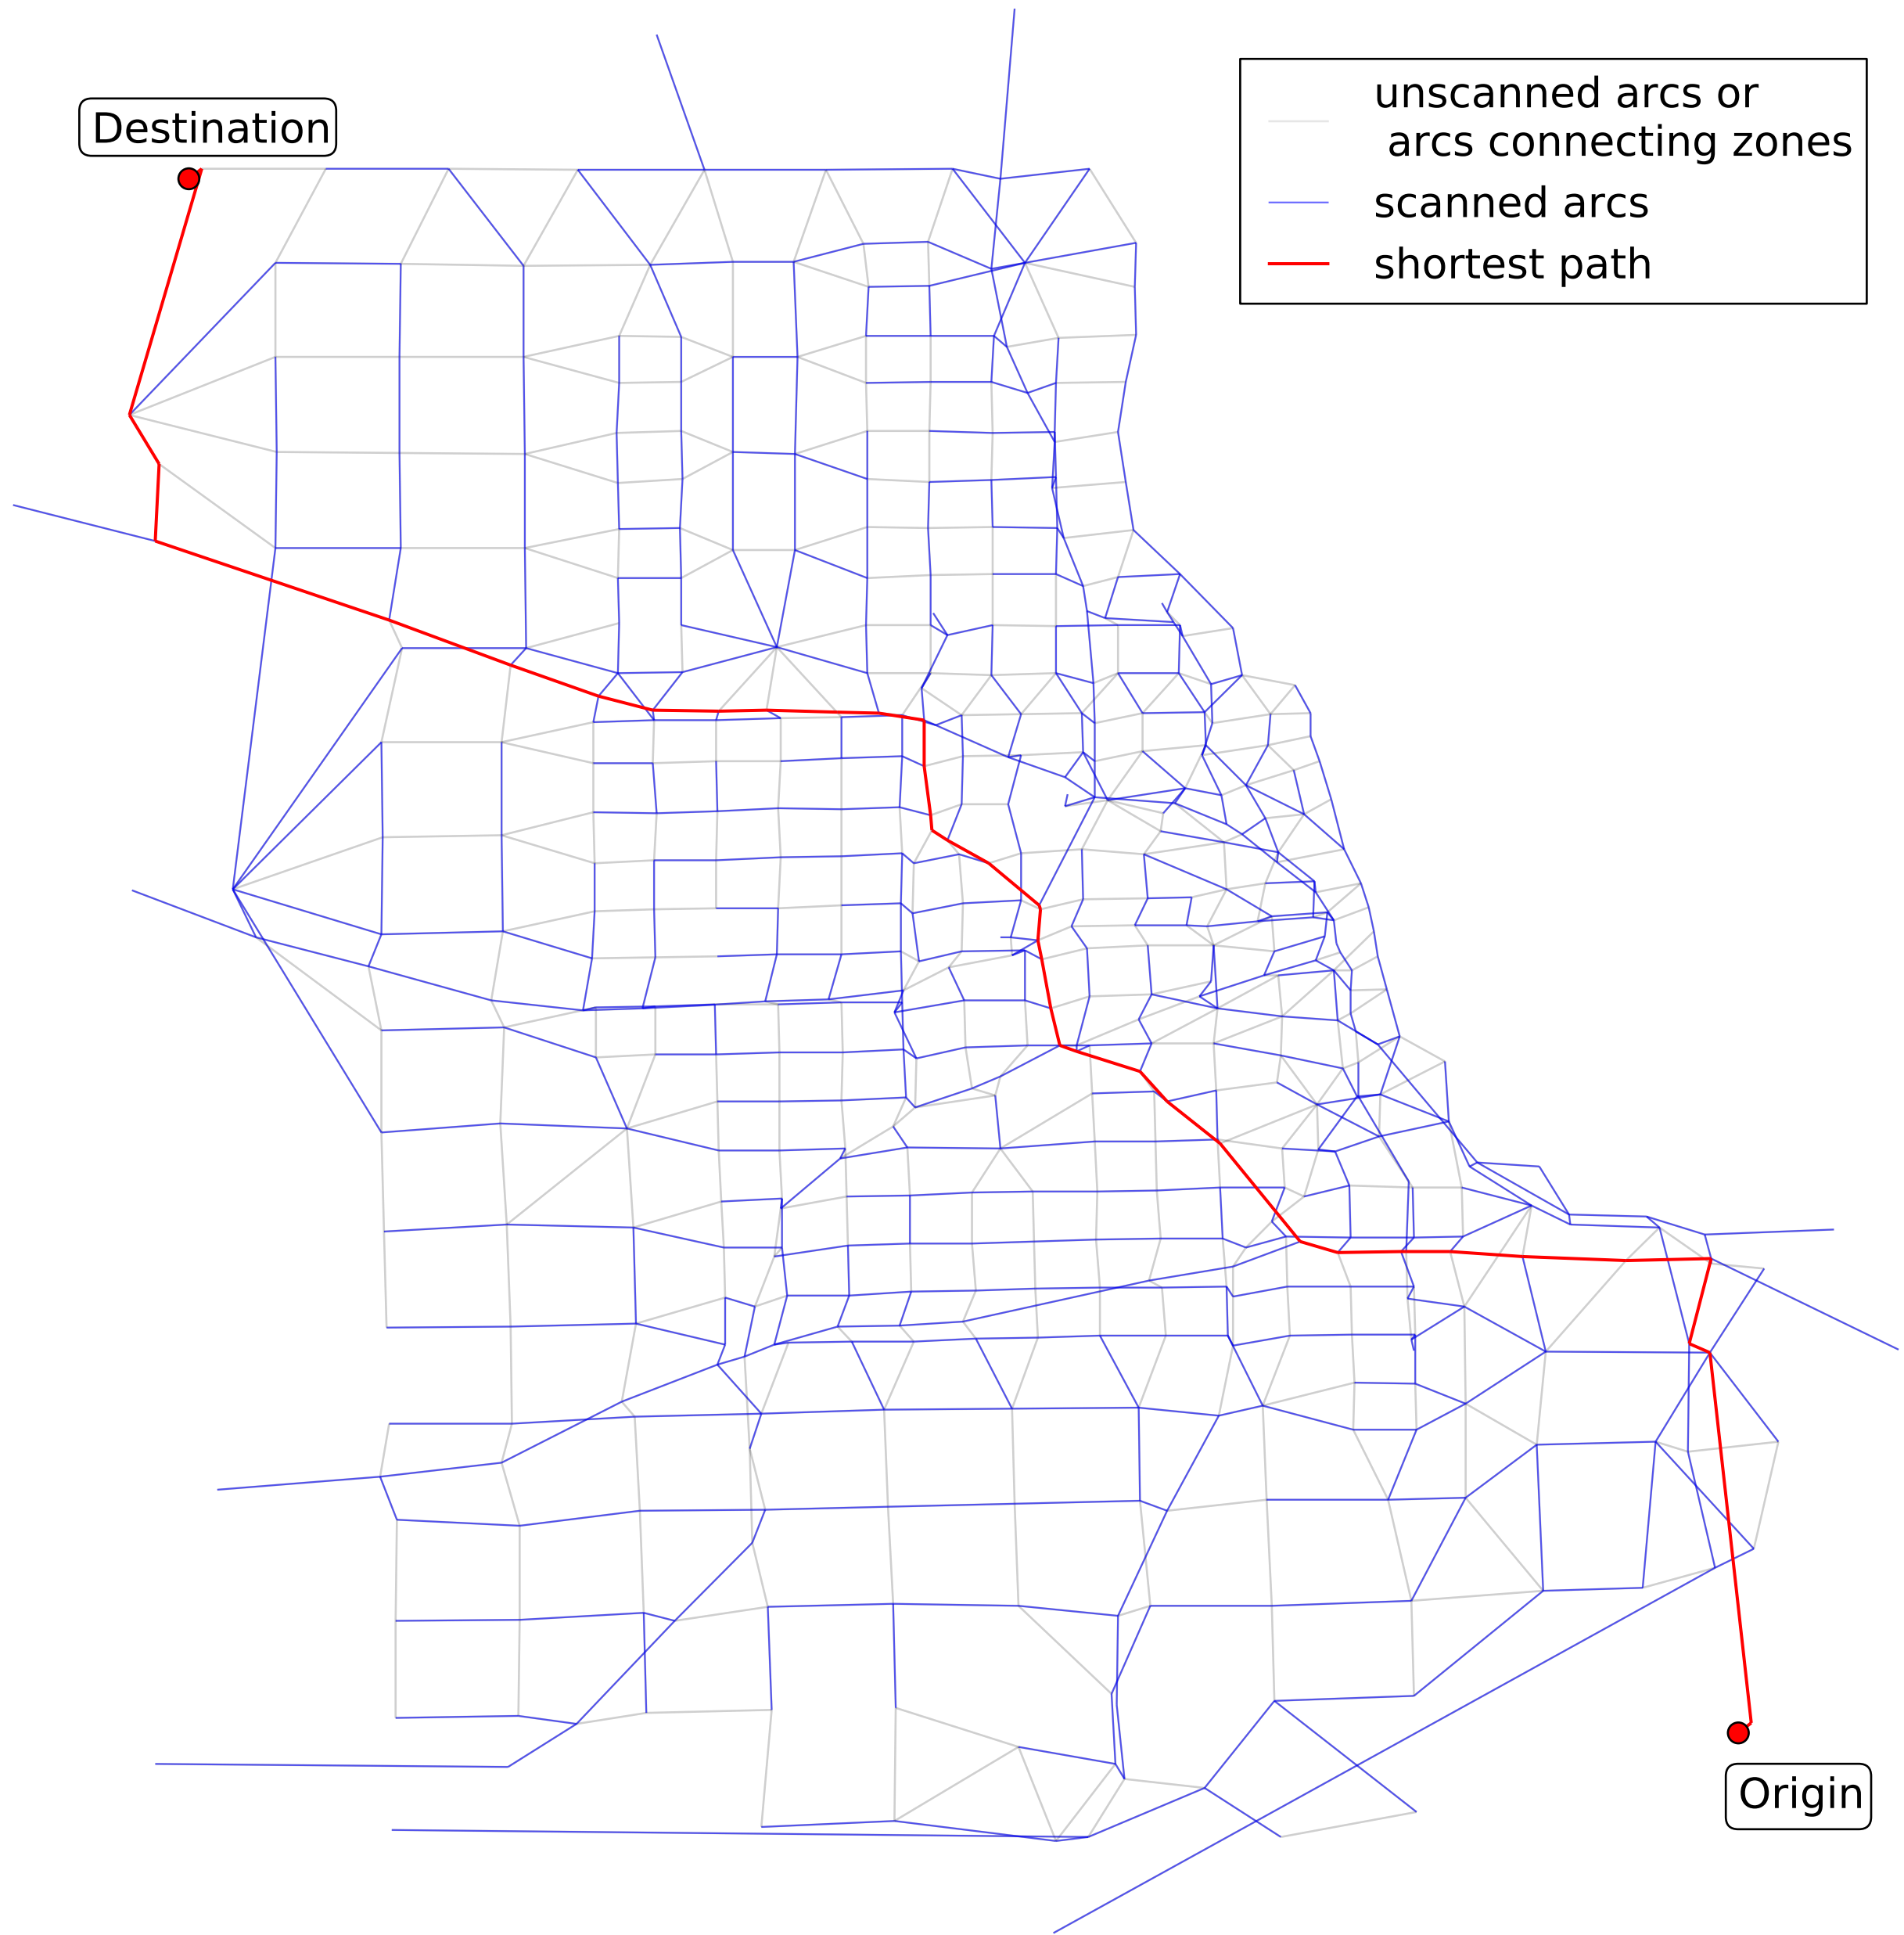 Destination
unscanned arcs or
arcs connecting zones
scanned arcs
shortest path
Origin